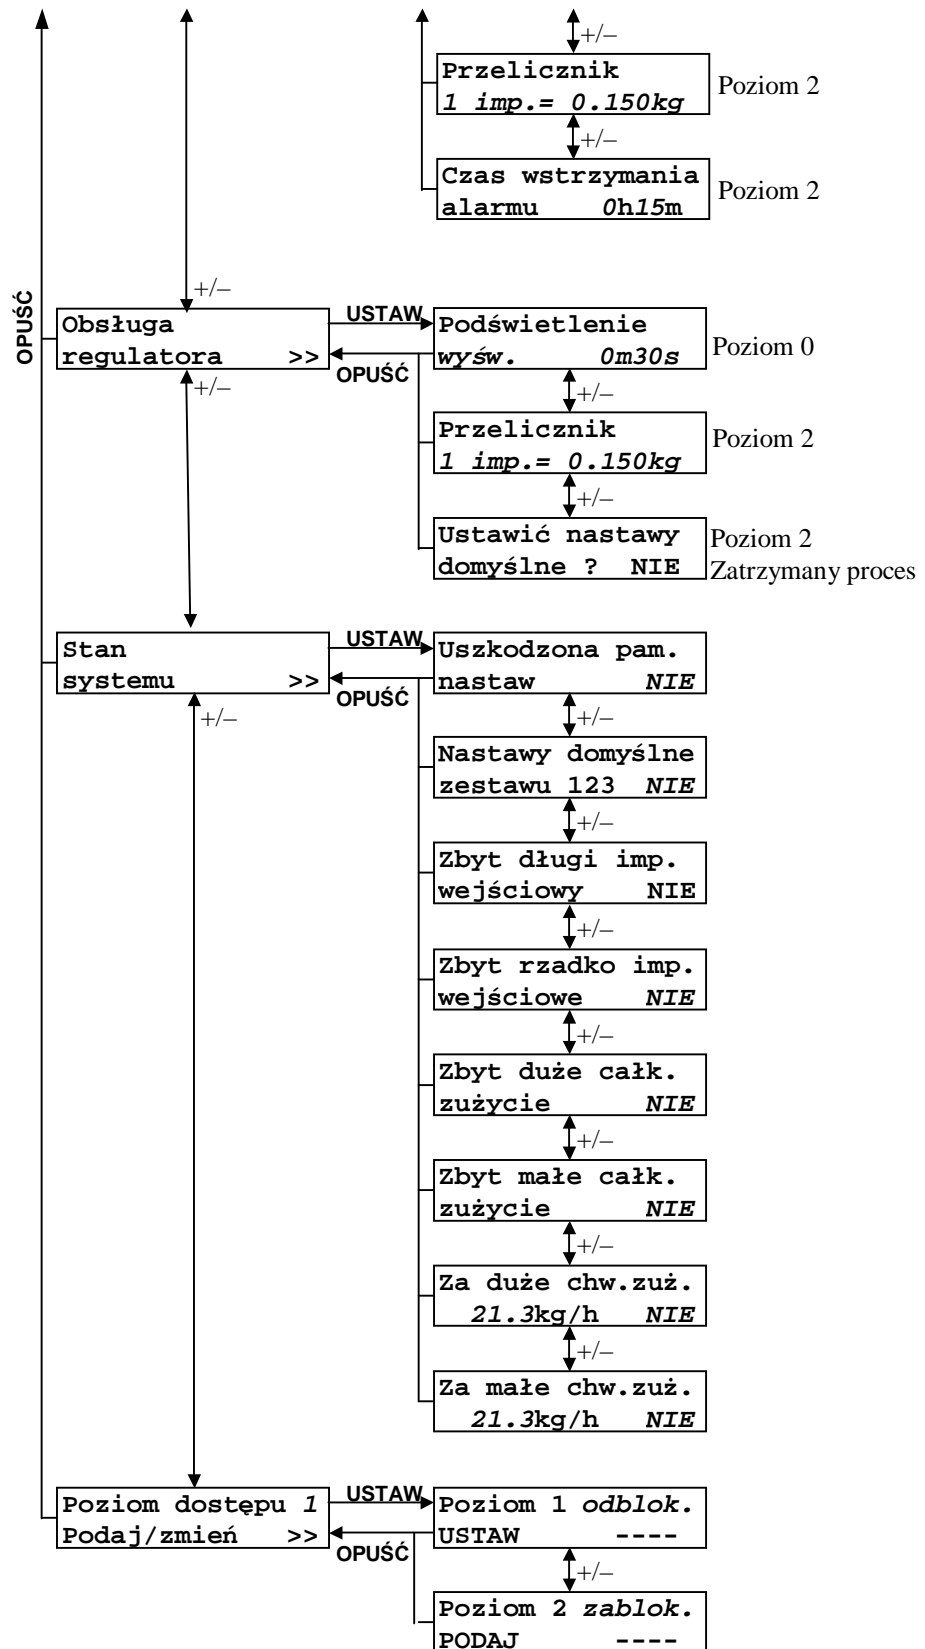 +/–
Przelicznik
1 imp.= 0.150kg
Poziom 2
+/–
Czas wstrzymania
alarmu 0h15m
Poziom 2
OPUŚĆ
+/–
Obsługa
regulatora >>
USTAW
OPUŚĆ
Podświetlenie
wyśw. 0m30s
Poziom 0
+/–
+/–
Przelicznik
1 imp.= 0.150kg
Poziom 2
+/–
Ustawić nastawy
domyślne ? NIE
Poziom 2
Zatrzymany proces
Stan
systemu >>
USTAW
OPUŚĆ
Uszkodzona pam.
nastaw NIE
+/–
+/–
Nastawy domyślne
zestawu 123 NIE
+/–
Zbyt długi imp.
wejściowy NIE
+/–
Zbyt rzadko imp.
wejściowe NIE
+/–
Zbyt duże całk.
zużycie NIE
+/–
Zbyt małe całk.
zużycie NIE
+/–
Za duże chw.zuż.
21.3kg/h NIE
+/–
Za małe chw.zuż.
21.3kg/h NIE
Poziom dostępu 1
Podaj/zmień >>
USTAW
OPUŚĆ
Poziom 1 odblok.
USTAW ----
+/–
Poziom 2 zablok.
PODAJ ----